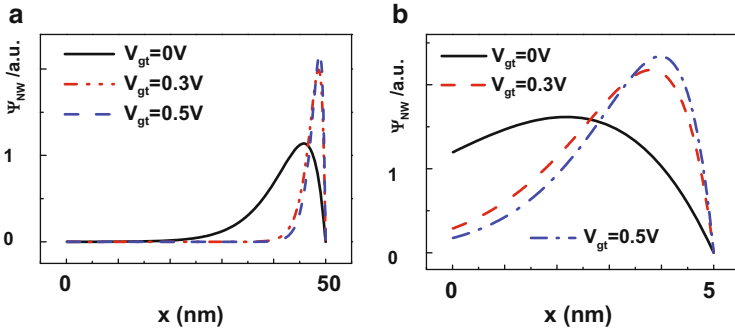 a
V_gt=0V
V_gt=0.3V
V_gt=0.5V
Ψ_NW /a.u.
1
0
0
50
x (nm)
b
V_gt=0V
V_gt=0.3V
V_gt=0.5V
Ψ_NW /a.u.
1
0
0
5
x (nm)